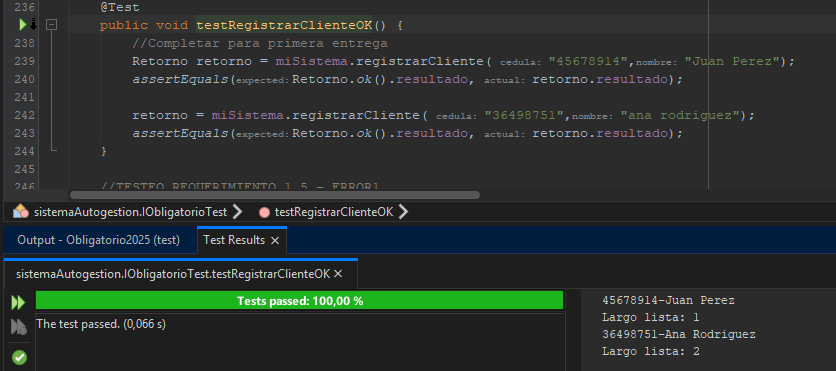 236 @Test
public void testRegistrarClienteOK() {
238 //Completar para primera entrega
239 Retorno retorno = miSistema.registrarCliente( cedula: "45678914",nombre: "Juan Perez");
240 assertEquals(expected:Retorno.ok().resultado, actual: retorno.resultado);
241
242 retorno = miSistema.registrarCliente( cedula: "36498751",nombre: "ana rodriguez");
243 assertEquals(expected:Retorno.ok().resultado, actual: retorno.resultado);
244 }
245
246 //TESTEO REQUERIMIENTO 1.5 - ERROR1
sistemaAutogestion.IObligatorioTest
testRegistrarClienteOK
Output - Obligatorio2025 (test)
Test Results ×
sistemaAutogestion.IObligatorioTest.testRegistrarClienteOK ×
Tests passed: 100,00 %
The test passed. (0,066 s)
45678914-Juan Perez
Largo lista: 1
36498751-Ana Rodriguez
Largo lista: 2